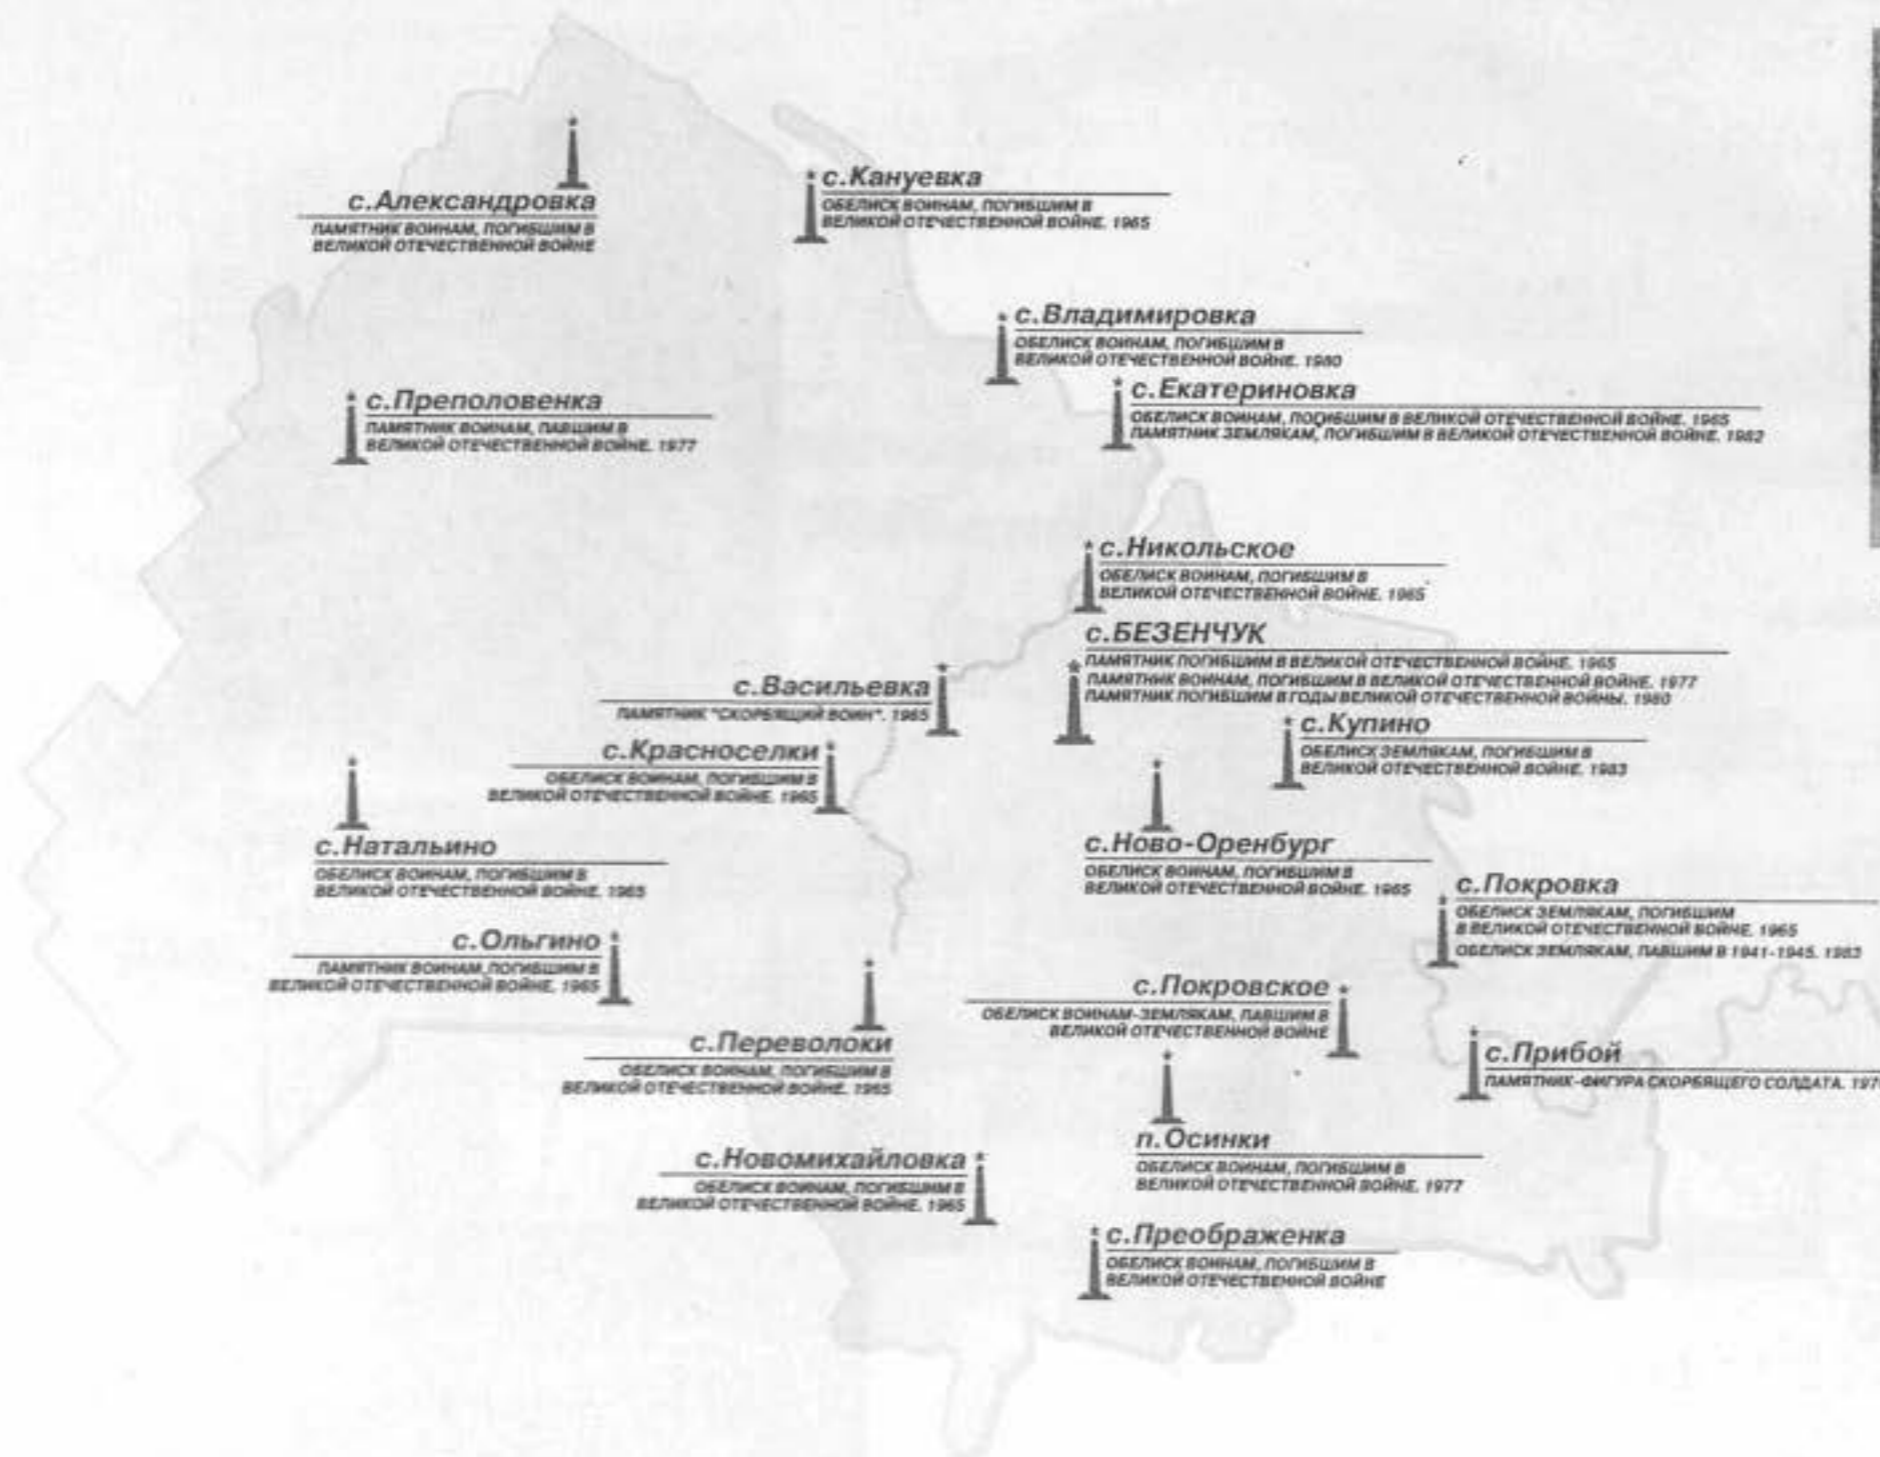 с.Александровка
ПАМЯТНИК ВОИНАМ, ПОГИБШИМ В
ВЕЛИКОЙ ОТЕЧЕСТВЕННОЙ ВОЙНЕ
с.Кануевка
ОБЕЛИСК ВОИНАМ, ПОГИБШИМ В
ВЕЛИКОЙ ОТЕЧЕСТВЕННОЙ ВОЙНЕ. 1965
с.Владимировка
ОБЕЛИСК ВОИНАМ, ПОГИБШИМ В
ВЕЛИКОЙ ОТЕЧЕСТВЕННОЙ ВОЙНЕ. 1980
с.Екатериновка
ОБЕЛИСК ВОИНАМ, ПОГИБШИМ В ВЕЛИКОЙ ОТЕЧЕСТВЕННОЙ ВОЙНЕ. 1965
ПАМЯТНИК ЗЕМЛЯКАМ, ПОГИБШИМ В ВЕЛИКОЙ ОТЕЧЕСТВЕННОЙ ВОЙНЕ. 1982
с.Преполовенка
ПАМЯТНИК ВОИНАМ, ПАВШИМ В
ВЕЛИКОЙ ОТЕЧЕСТВЕННОЙ ВОЙНЕ. 1977
с.Никольское
ОБЕЛИСК ВОИНАМ, ПОГИБШИМ В
ВЕЛИКОЙ ОТЕЧЕСТВЕННОЙ ВОЙНЕ. 1965
с.БЕЗЕНЧУК
ПАМЯТНИК ПОГИБШИМ В ВЕЛИКОЙ ОТЕЧЕСТВЕННОЙ ВОЙНЕ. 1965
ПАМЯТНИК ВОИНАМ, ПОГИБШИМ В ВЕЛИКОЙ ОТЕЧЕСТВЕННОЙ ВОЙНЕ. 1977
ПАМЯТНИК ПОГИБШИМ В ГОДЫ ВЕЛИКОЙ ОТЕЧЕСТВЕННОЙ ВОЙНЫ. 1980
с.Васильевка
ПАМЯТНИК "СКОРБЯЩИЙ ВОИН". 1965
с.Купино
ОБЕЛИСК ЗЕМЛЯКАМ, ПОГИБШИМ В
ВЕЛИКОЙ ОТЕЧЕСТВЕННОЙ ВОЙНЕ. 1983
с.Красноселки
ОБЕЛИСК ВОИНАМ, ПОГИБШИМ В
ВЕЛИКОЙ ОТЕЧЕСТВЕННОЙ ВОЙНЕ. 1965
с.Натальино
ОБЕЛИСК ВОИНАМ, ПОГИБШИМ В
ВЕЛИКОЙ ОТЕЧЕСТВЕННОЙ ВОЙНЕ. 1965
с.Ново-Оренбург
ОБЕЛИСК ВОИНАМ, ПОГИБШИМ В
ВЕЛИКОЙ ОТЕЧЕСТВЕННОЙ ВОЙНЕ. 1965
с.Покровка
ОБЕЛИСК ЗЕМЛЯКАМ, ПОГИБШИМ
В ВЕЛИКОЙ ОТЕЧЕСТВЕННОЙ ВОЙНЕ. 1965
ОБЕЛИСК ЗЕМЛЯКАМ, ПАВШИМ В 1941-1945. 1983
с.Ольгино
ПАМЯТНИК ВОИНАМ,ПОГИБШИМ В
ВЕЛИКОЙ ОТЕЧЕСТВЕННОЙ ВОЙНЕ. 1965
с.Покровское
ОБЕЛИСК ВОИНАМ-ЗЕМЛЯКАМ, ПАВШИМ В
ВЕЛИКОЙ ОТЕЧЕСТВЕННОЙ ВОЙНЕ
с.Переволоки
ОБЕЛИСК ВОИНАМ, ПОГИБШИМ В
ВЕЛИКОЙ ОТЕЧЕСТВЕННОЙ ВОЙНЕ. 1965
с.Прибой
ПАМЯТНИК-ФИГУРА СКОРБЯЩЕГО СОЛДАТА.
п.Осинки
ОБЕЛИСК ВОИНАМ, ПОГИБШИМ В
ВЕЛИКОЙ ОТЕЧЕСТВЕННОЙ ВОЙНЕ. 1977
с.Новомихайловка
ОБЕЛИСК ВОИНАМ, ПОГИБШИМ В
ВЕЛИКОЙ ОТЕЧЕСТВЕННОЙ ВОЙНЕ. 1965
с.Преображенка
ОБЕЛИСК ВОИНАМ, ПОГИБШИМ В
ВЕЛИКОЙ ОТЕЧЕСТВЕННОЙ ВОЙНЕ